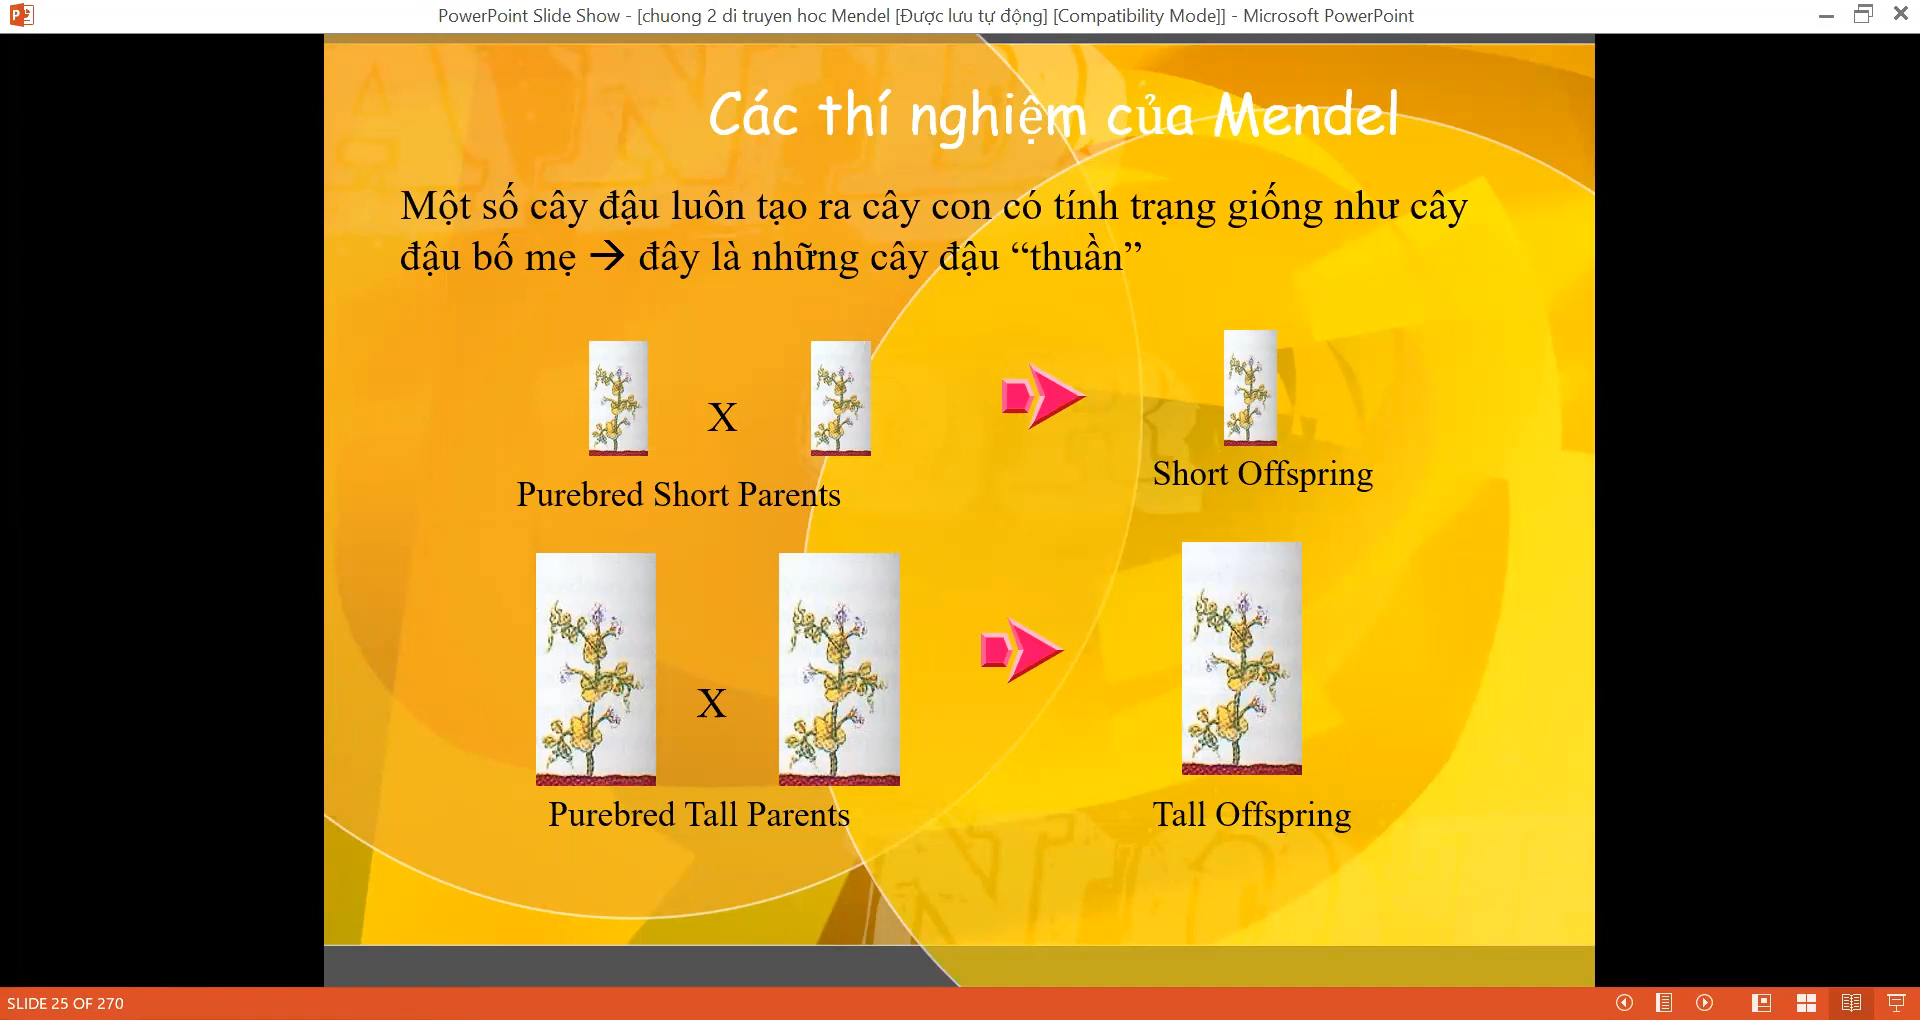 PowerPoint Slide Show - [chuong 2 di truyen hoc Mendel [Được lưu tự động] [Compatibility Mode]] - Microsoft PowerPoint
Các thí nghiệm của Mendel
Một số cây đậu luôn tạo ra cây con có tính trạng giống như cây
đậu bố mẹ → đây là những cây đậu “thuần”
X
Purebred Short Parents
Short Offspring
X
Purebred Tall Parents
Tall Offspring
SLIDE 25 OF 270